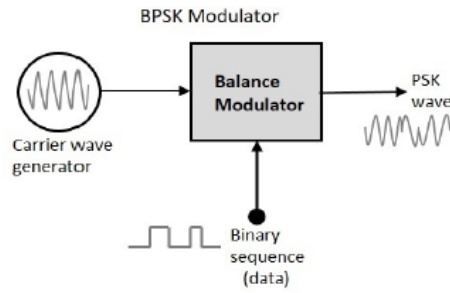 BPSK Modulator
Balance
Modulator
PSK
wave
Carrier wave
generator
Binary
sequence
(data)